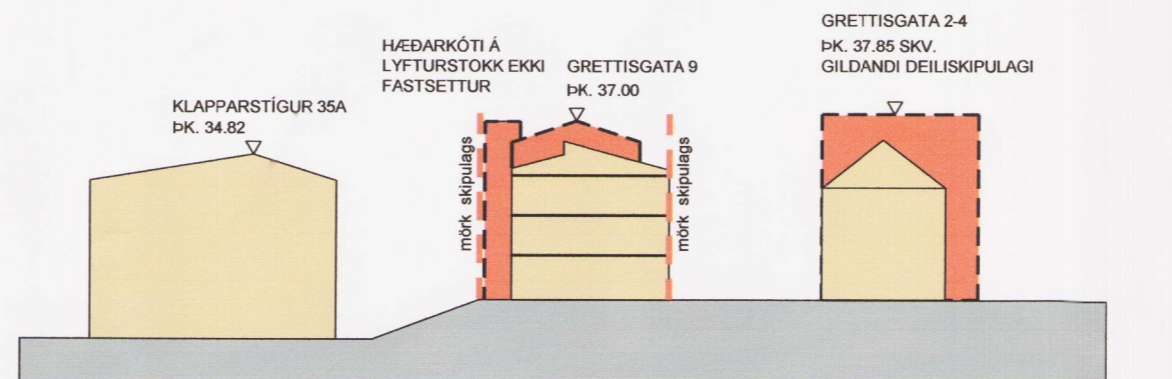 KLAPPARSTÍGUR 35A
ÞK. 34.82
HÆÐARKÓTI Á
LYFTURSTOKK EKKI
FASTSETTUR
GRETTISGATA 9
ÞK. 37.00
mörk skipulags
mörk skipulags
GRETTISGATA 2-4
ÞK. 37.85 SKV.
GILDANDI DEILISKIPULAGI